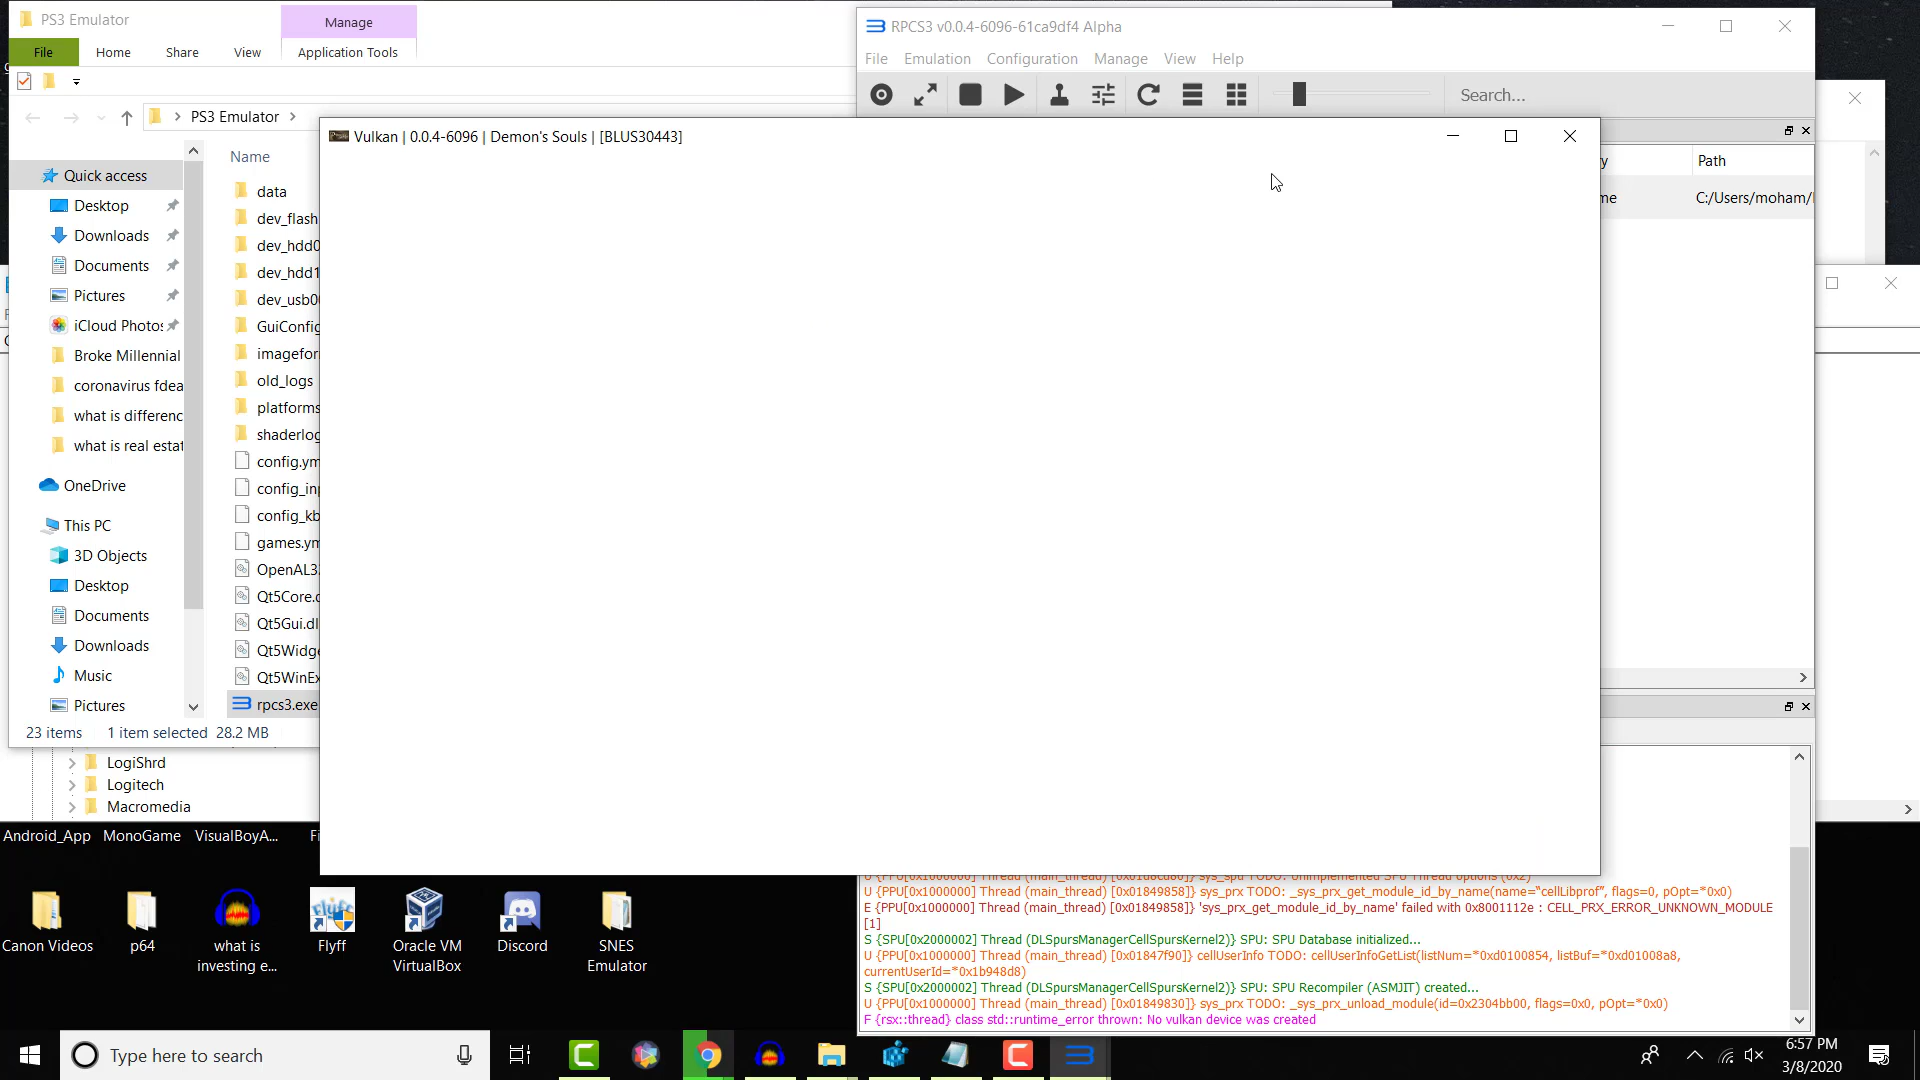 PS3 Emulator
Manage
File
Home
Share
View
Application Tools
PS3 Emulator
Quick access
Desktop
Downloads
Documents
Pictures
iCloud Photos
Broke Millennial
coronavirus fdea
what is differenc
what is real estat
OneDrive
This PC
3D Objects
Desktop
Documents
Downloads
Music
Pictures
Name
data
dev_flash
dev_hdd0
dev_hdd1
dev_usb00
GuiConfig
imagefor
old_logs
platforms
shaderlog
config.ym
config_inp
config_kb
games.ym
OpenAL32
Qt5Core.d
Qt5Gui.dl
Qt5Widge
Qt5WinEx
rpcs3.exe
23 items 1 item selected 28.2 MB
LogiShrd
Logitech
Macromedia
RPCS3 v0.0.4-6096-61ca9df4 Alpha
File Emulation Configuration Manage View Help
Search...
Vulkan | 0.0.4-6096 | Demon's Souls | [BLUS30443]
ry
Path
me
C:/Users/moham/
U {PPU[0x1000000] Thread (main_thread) [0x01849858]} sys_prx TODO: _sys_prx_get_module_id_by_name(name=“cellLibprof”, flags=0, pOpt=*0x0)
E {PPU[0x1000000] Thread (main_thread) [0x01849858]} 'sys_prx_get_module_id_by_name' failed with 0x8001112e : CELL_PRX_ERROR_UNKNOWN_MODULE
[1]
S {SPU[0x2000002] Thread (DLSpursManagerCellSpursKernel2)} SPU: SPU Database initialized...
U {PPU[0x1000000] Thread (main_thread) [0x01847f90]} cellUserInfo TODO: cellUserInfoGetList(listNum=*0xd0100854, listBuf=*0xd01008a8,
currentUserId=*0x1b948d8)
S {SPU[0x2000002] Thread (DLSpursManagerCellSpursKernel2)} SPU: SPU Recompiler (ASMJIT) created...
U {PPU[0x1000000] Thread (main_thread) [0x01849830]} sys_prx TODO: _sys_prx_unload_module(id=0x2304bb00, flags=0x0, pOpt=*0x0)
F {rsx::thread} class std::runtime_error thrown: No vulkan device was created
Android_App
MonoGame
VisualBoyA...
Fi
Canon Videos
p64
what is
investing e...
Flyff
Oracle VM
VirtualBox
Discord
SNES
Emulator
Type here to search
6:57 PM
3/8/2020